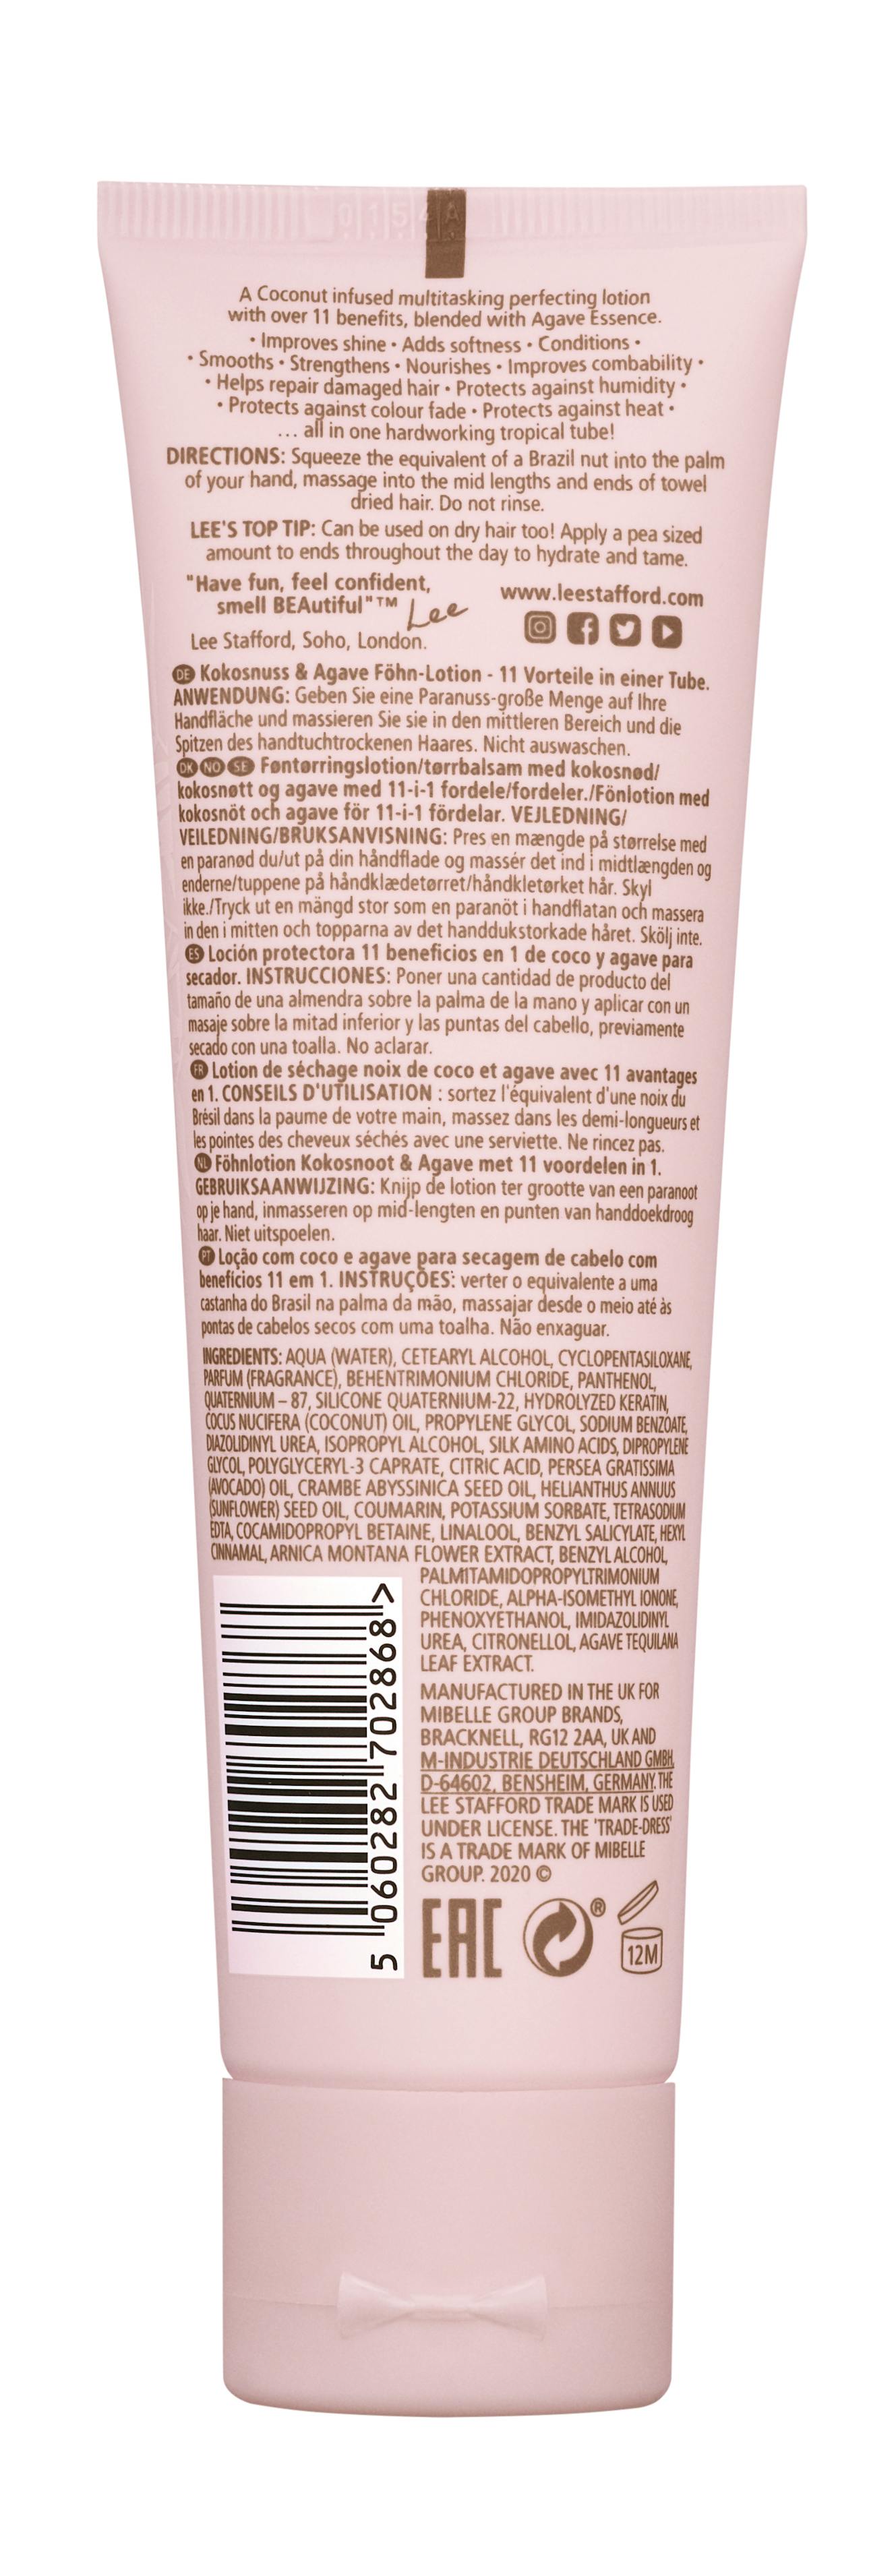 0154A
A Coconut infused multitasking perfecting lotion
with over 11 benefits, blended with Agave Essence.
• Improves shine • Adds softness • Conditions •
• Smooths • Strengthens • Nourishes • Improves combability •
• Helps repair damaged hair • Protects against humidity •
• Protects against colour fade • Protects against heat •
... all in one hardworking tropical tube!
DIRECTIONS: Squeeze the equivalent of a Brazil nut into the palm
of your hand, massage into the mid lengths and ends of towel
dried hair. Do not rinse.
LEE'S TOP TIP: Can be used on dry hair too! Apply a pea sized
amount to ends throughout the day to hydrate and tame.
"Have fun, feel confident,
smell BEAutiful"™ Lee
Lee Stafford, Soho, London.
www.leestafford.com
DE Kokosnuss & Agave Föhn-Lotion - 11 Vorteile in einer Tube.
ANWENDUNG: Geben Sie eine Paranuss-große Menge auf Ihre
Handfläche und massieren Sie sie in den mittleren Bereich und die
Spitzen des handtuchtrockenen Haares. Nicht auswaschen.
DK NO SE Føntørringslotion/tørrbalsam med kokosnød/
kokosnøtt og agave med 11-i-1 fordele/fordeler./Fönlotion med
kokosnöt och agave för 11-i-1 fördelar. VEJLEDNING/
VEILEDNING/BRUKSANVISNING: Pres en mængde på størrelse med
en paranød du/ut på din håndflade og massér det ind i midtlængden og
enderne/tuppene på håndklædetørret/håndkletørket hår. Skyl
ikke./Tryck ut en mängd stor som en paranöt i handflatan och massera
in den i mitten och topparna av det handdukstorkade håret. Skölj inte.
ES Loción protectora 11 beneficios en 1 de coco y agave para
secador. INSTRUCCIONES: Poner una cantidad de producto del
tamaño de una almendra sobre la palma de la mano y aplicar con un
masaje sobre la mitad inferior y las puntas del cabello, previamente
secado con una toalla. No aclarar.
FR Lotion de séchage noix de coco et agave avec 11 avantages
en 1. CONSEILS D'UTILISATION : sortez l'équivalent d'une noix du
Brésil dans la paume de votre main, massez dans les demi-longueurs et
les pointes des cheveux séchés avec une serviette. Ne rincez pas.
NL Föhnlotion Kokosnoot & Agave met 11 voordelen in 1.
GEBRUIKSAANWIJZING: Knijp de lotion ter grootte van een paranoot
op je hand, inmasseren op mid-lengten en punten van handdoekdroog
haar. Niet uitspoelen.
PT Loção com coco e agave para secagem de cabelo com
benefícios 11 em 1. INSTRUÇÕES: verter o equivalente a uma
castanha do Brasil na palma da mão, massajar desde o meio até às
pontas de cabelos secos com uma toalha. Não enxaguar.
INGREDIENTS: AQUA (WATER), CETEARYL ALCOHOL, CYCLOPENTASILOXANE,
PARFUM (FRAGRANCE), BEHENTRIMONIUM CHLORIDE, PANTHENOL,
QUATERNIUM – 87, SILICONE QUATERNIUM-22, HYDROLYZED KERATIN,
COCUS NUCIFERA (COCONUT) OIL, PROPYLENE GLYCOL, SODIUM BENZOATE,
DIAZOLIDINYL UREA, ISOPROPYL ALCOHOL, SILK AMINO ACIDS, DIPROPYLENE
GLYCOL, POLYGLYCERYL-3 CAPRATE, CITRIC ACID, PERSEA GRATISSIMA
(AVOCADO) OIL, CRAMBE ABYSSINICA SEED OIL, HELIANTHUS ANNUUS
(SUNFLOWER) SEED OIL, COUMARIN, POTASSIUM SORBATE, TETRASODIUM
EDTA, COCAMIDOPROPYL BETAINE, LINALOOL, BENZYL SALICYLATE, HEXYL
CINNAMAL, ARNICA MONTANA FLOWER EXTRACT, BENZYL ALCOHOL,
PALMITAMIDOPROPYLTRIMONIUM
CHLORIDE, ALPHA-ISOMETHYL IONONE,
PHENOXYETHANOL, IMIDAZOLIDINYL
UREA, CITRONELLOL, AGAVE TEQUILANA
LEAF EXTRACT.
MANUFACTURED IN THE UK FOR
MIBELLE GROUP BRANDS,
BRACKNELL, RG12 2AA, UK AND
M-INDUSTRIE DEUTSCHLAND GMBH,
D-64602, BENSHEIM, GERMANY. THE
LEE STAFFORD TRADE MARK IS USED
UNDER LICENSE. THE 'TRADE-DRESS'
IS A TRADE MARK OF MIBELLE
GROUP. 2020 ©
5 060282 702868 >
EAC ® 12M